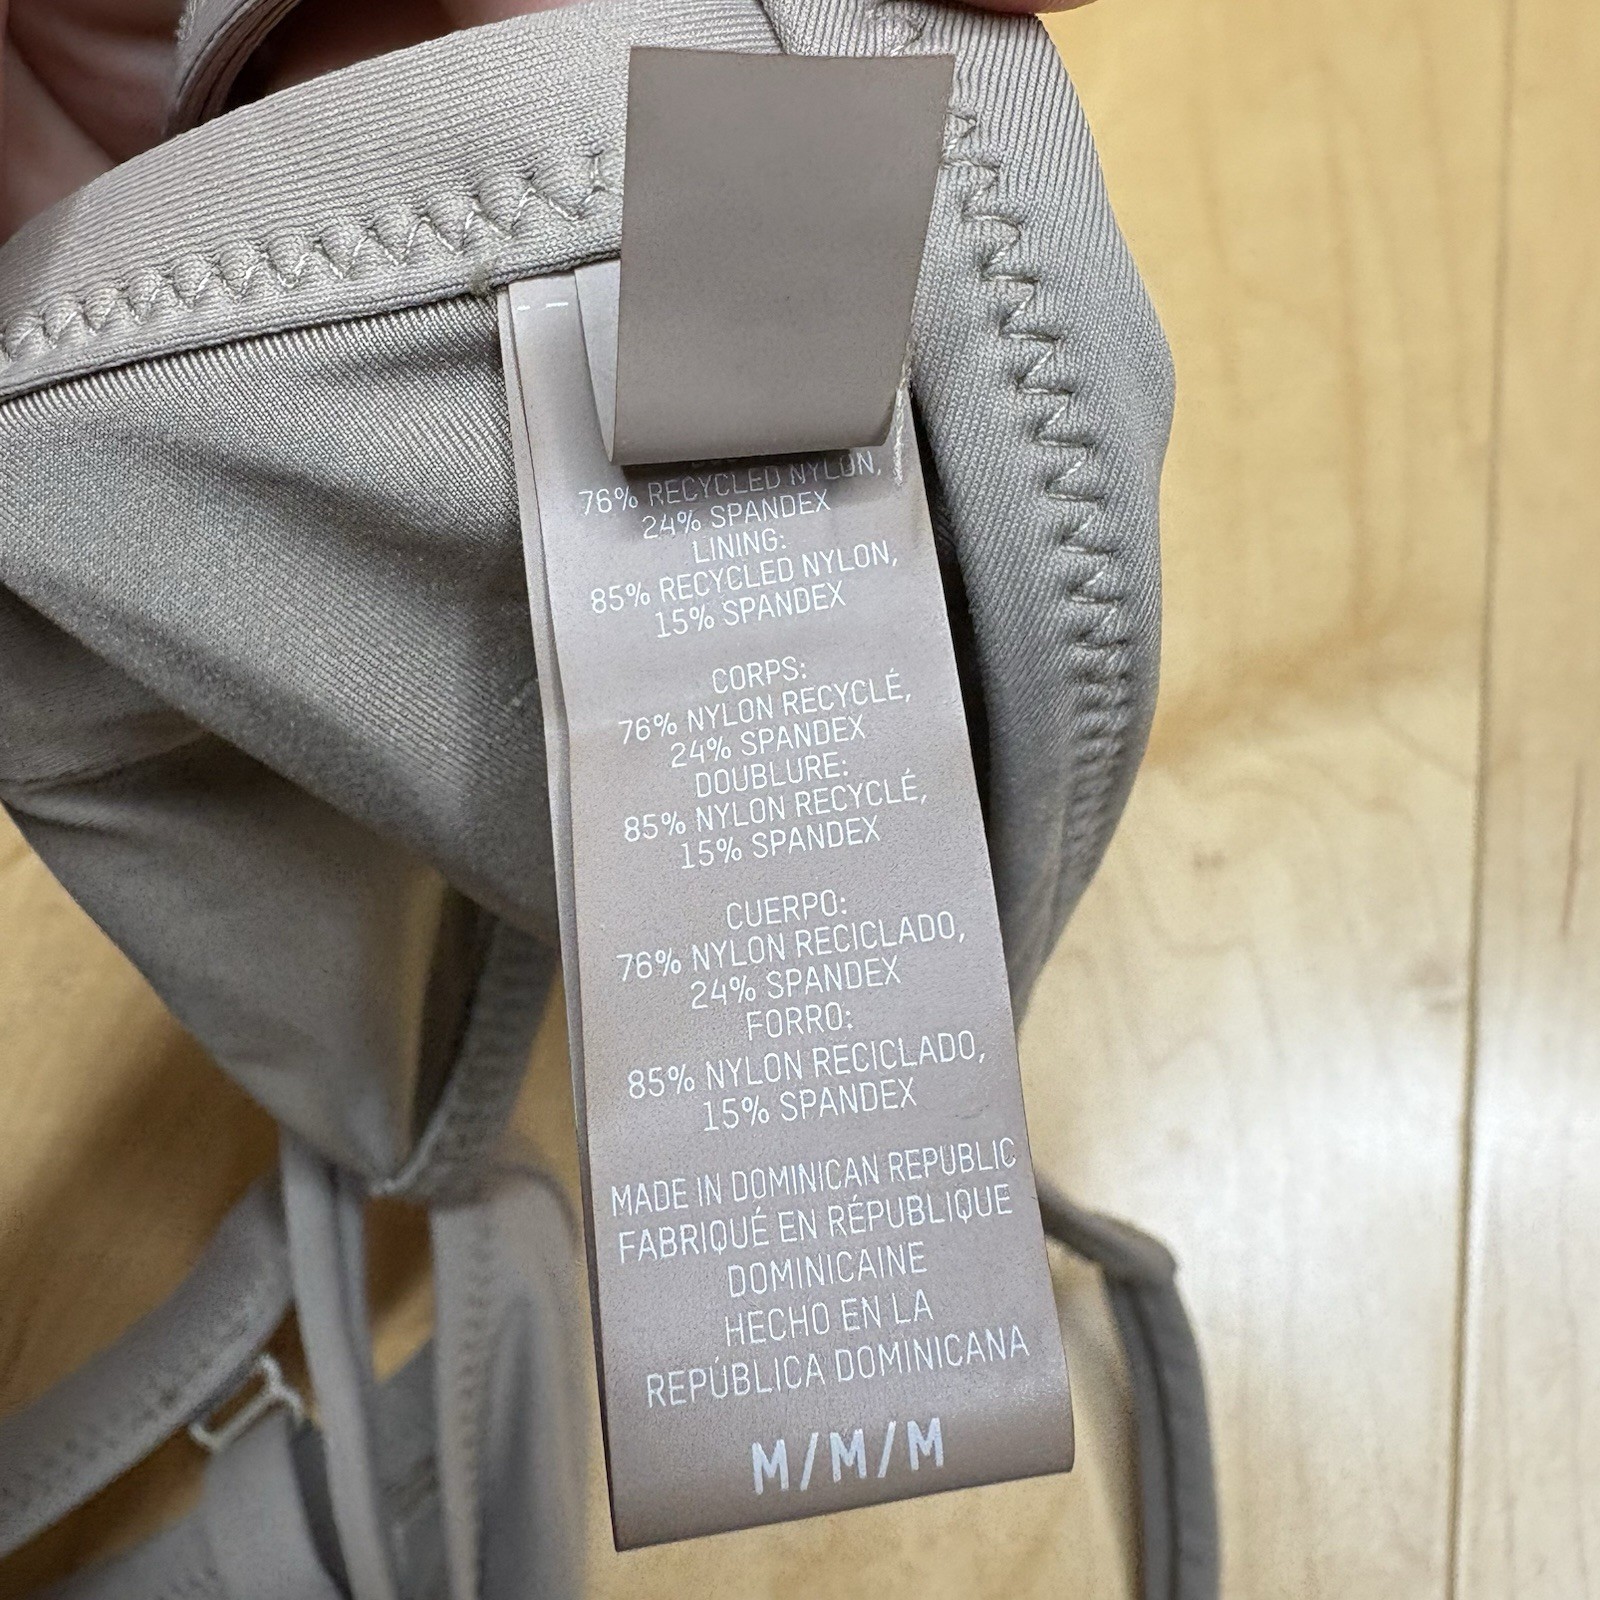 76% RECYCLED NYLON,
24% SPANDEX
LINING:
85% RECYCLED NYLON,
15% SPANDEX
CORPS:
76% NYLON RECYCLÉ,
24% SPANDEX
DOUBLURE:
85% NYLON RECYCLÉ,
15% SPANDEX
CUERPO:
76% NYLON RECICLADO,
24% SPANDEX
FORRO:
85% NYLON RECICLADO,
15% SPANDEX
MADE IN DOMINICAN REPUBLIC
FABRIQUÉ EN RÉPUBLIQUE
DOMINICAINE
HECHO EN LA
REPÚBLICA DOMINICANA
M/M/M